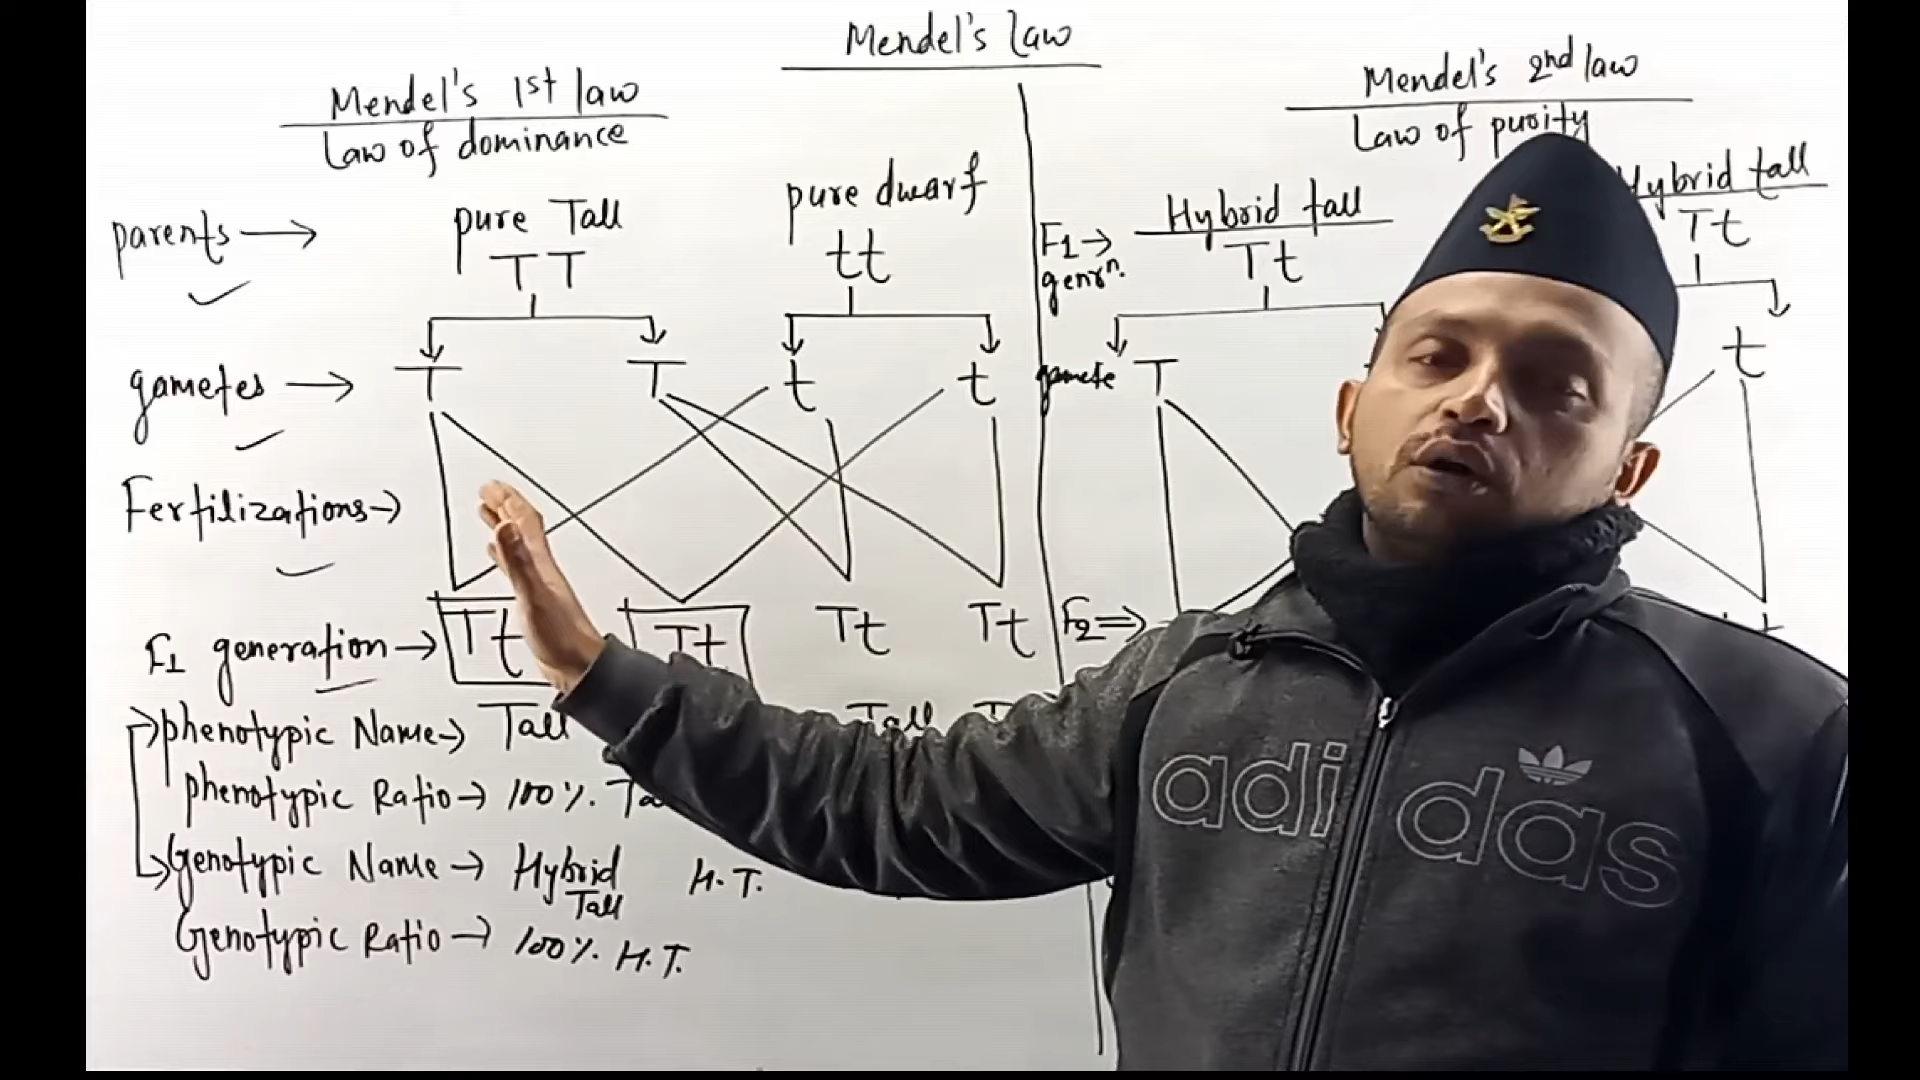 Mendel's law
Mendel's 1st law
Law of dominance
parents → pure Tall pure dwarf
TT tt
gametes → T T t t
Fertilizations →
F1 generation → Tt Tt Tt Tt
phenotypic Name → Tall Tall
phenotypic Ratio → 100%.
Genotypic Name → Hybrid Tall H.T.
Genotypic Ratio → 100%. H.T.
Mendel's 2nd law
Law of purity
F1 → Hybrid tall Hybrid tall
genrn. Tt Tt
gamete T t
F2 ⇒
adidas